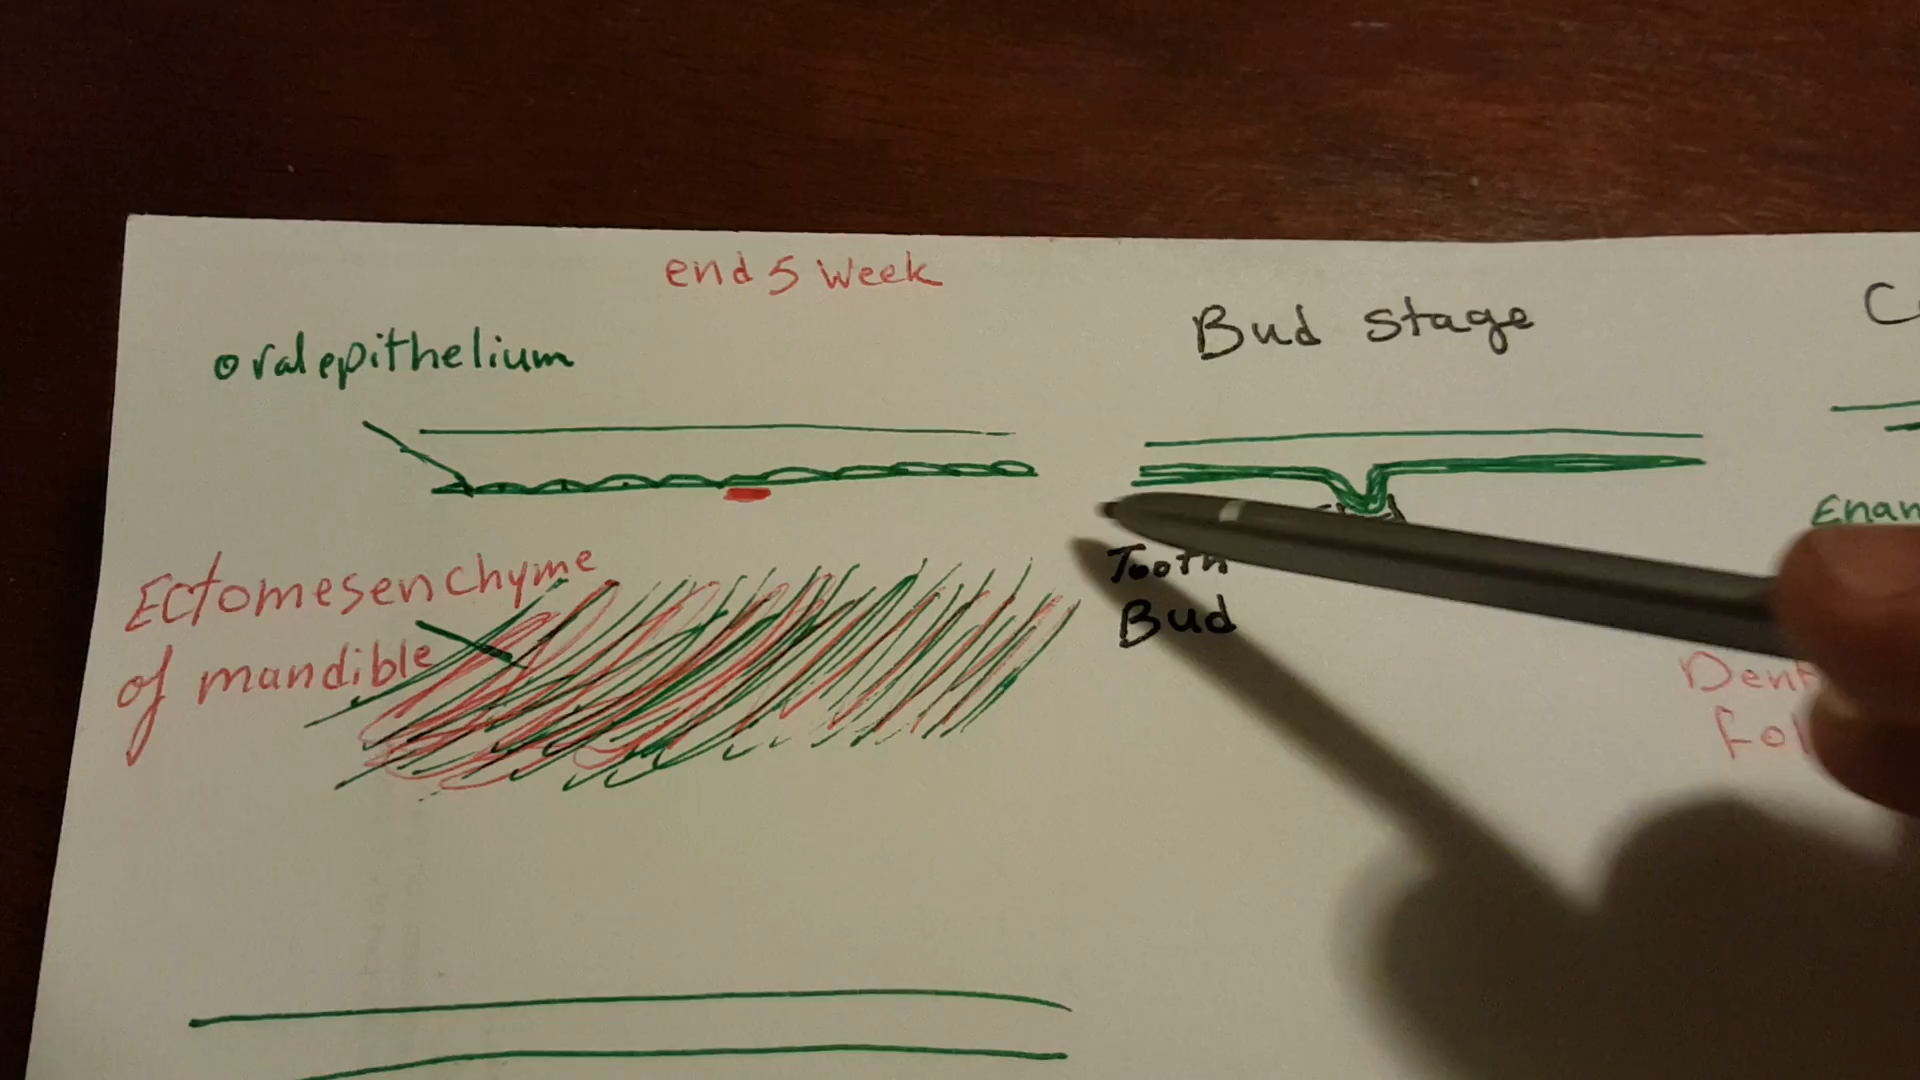 end 5 week
oral epithelium
Bud stage
Ectomesenchyme
of mandible
Tooth
Bud